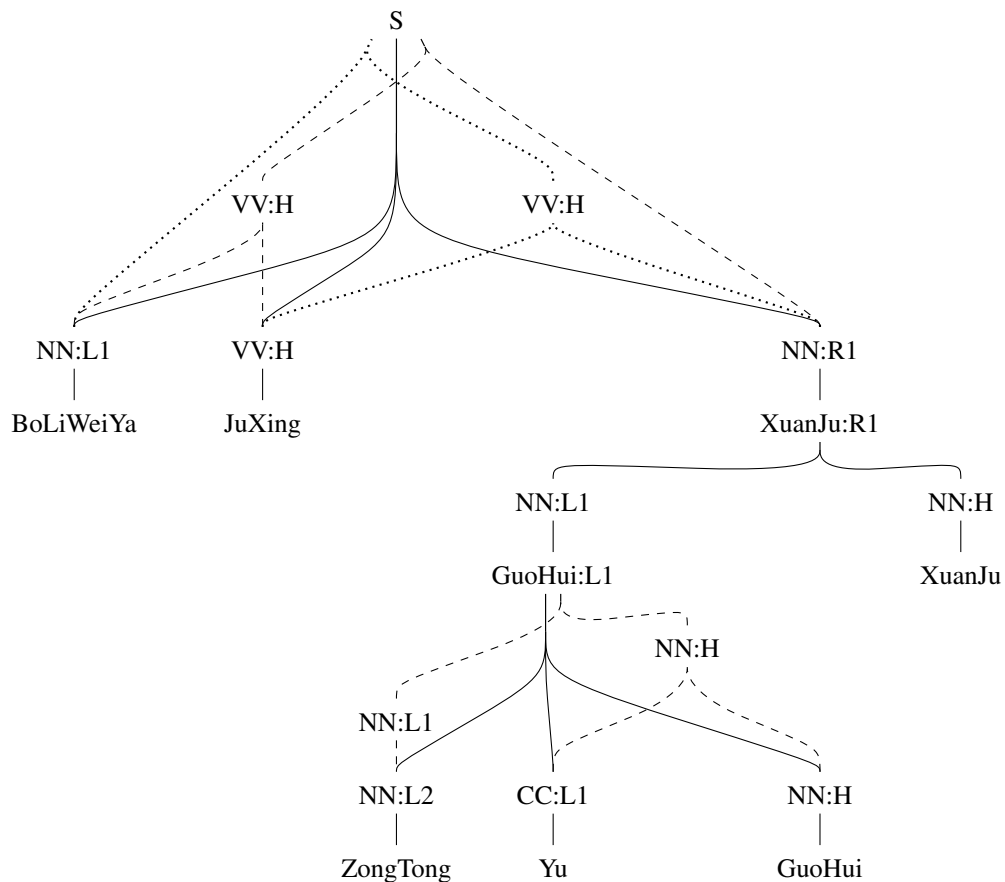 S
VV:H VV:H
NN:L1 VV:H NN:R1
BoLiWeiYa JuXing XuanJu:R1
NN:L1 NN:H
GuoHui:L1 XuanJu
NN:H
NN:L1
NN:L2 CC:L1 NN:H
ZongTong Yu GuoHui